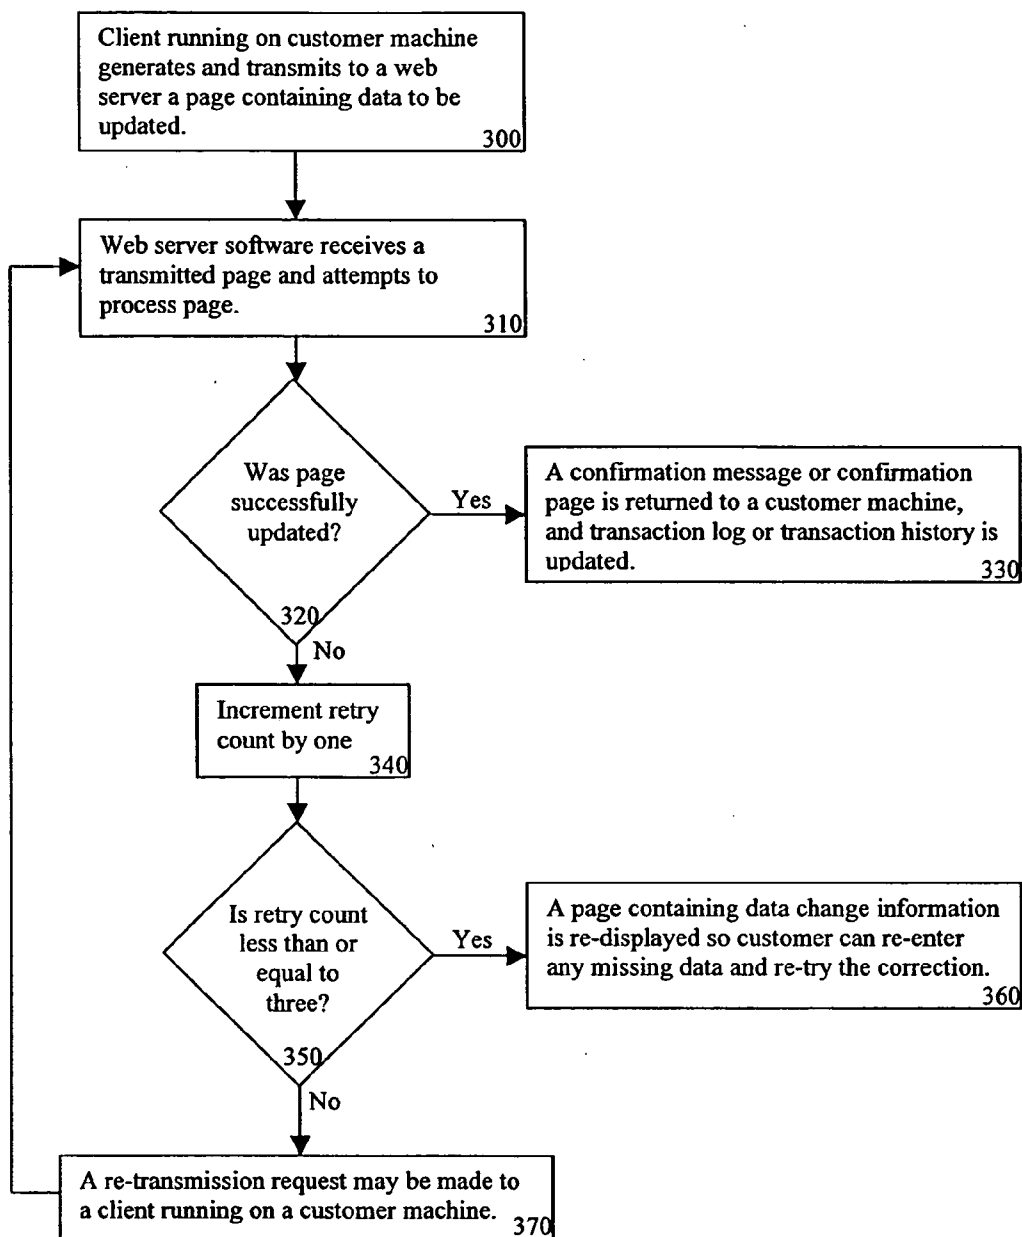 Client running on customer machine
generates and transmits to a web
server a page containing data to be
updated.
300
Web server software receives a
transmitted page and attempts to
process page.
310
Was page
successfully
updated?
320
Yes
A confirmation message or confirmation
page is returned to a customer machine,
and transaction log or transaction history is
updated.
330
No
Increment retry
count by one
340
Is retry count
less than or
equal to
three?
350
Yes
A page containing data change information
is re-displayed so customer can re-enter
any missing data and re-try the correction.
360
No
A re-transmission request may be made to
a client running on a customer machine.
370